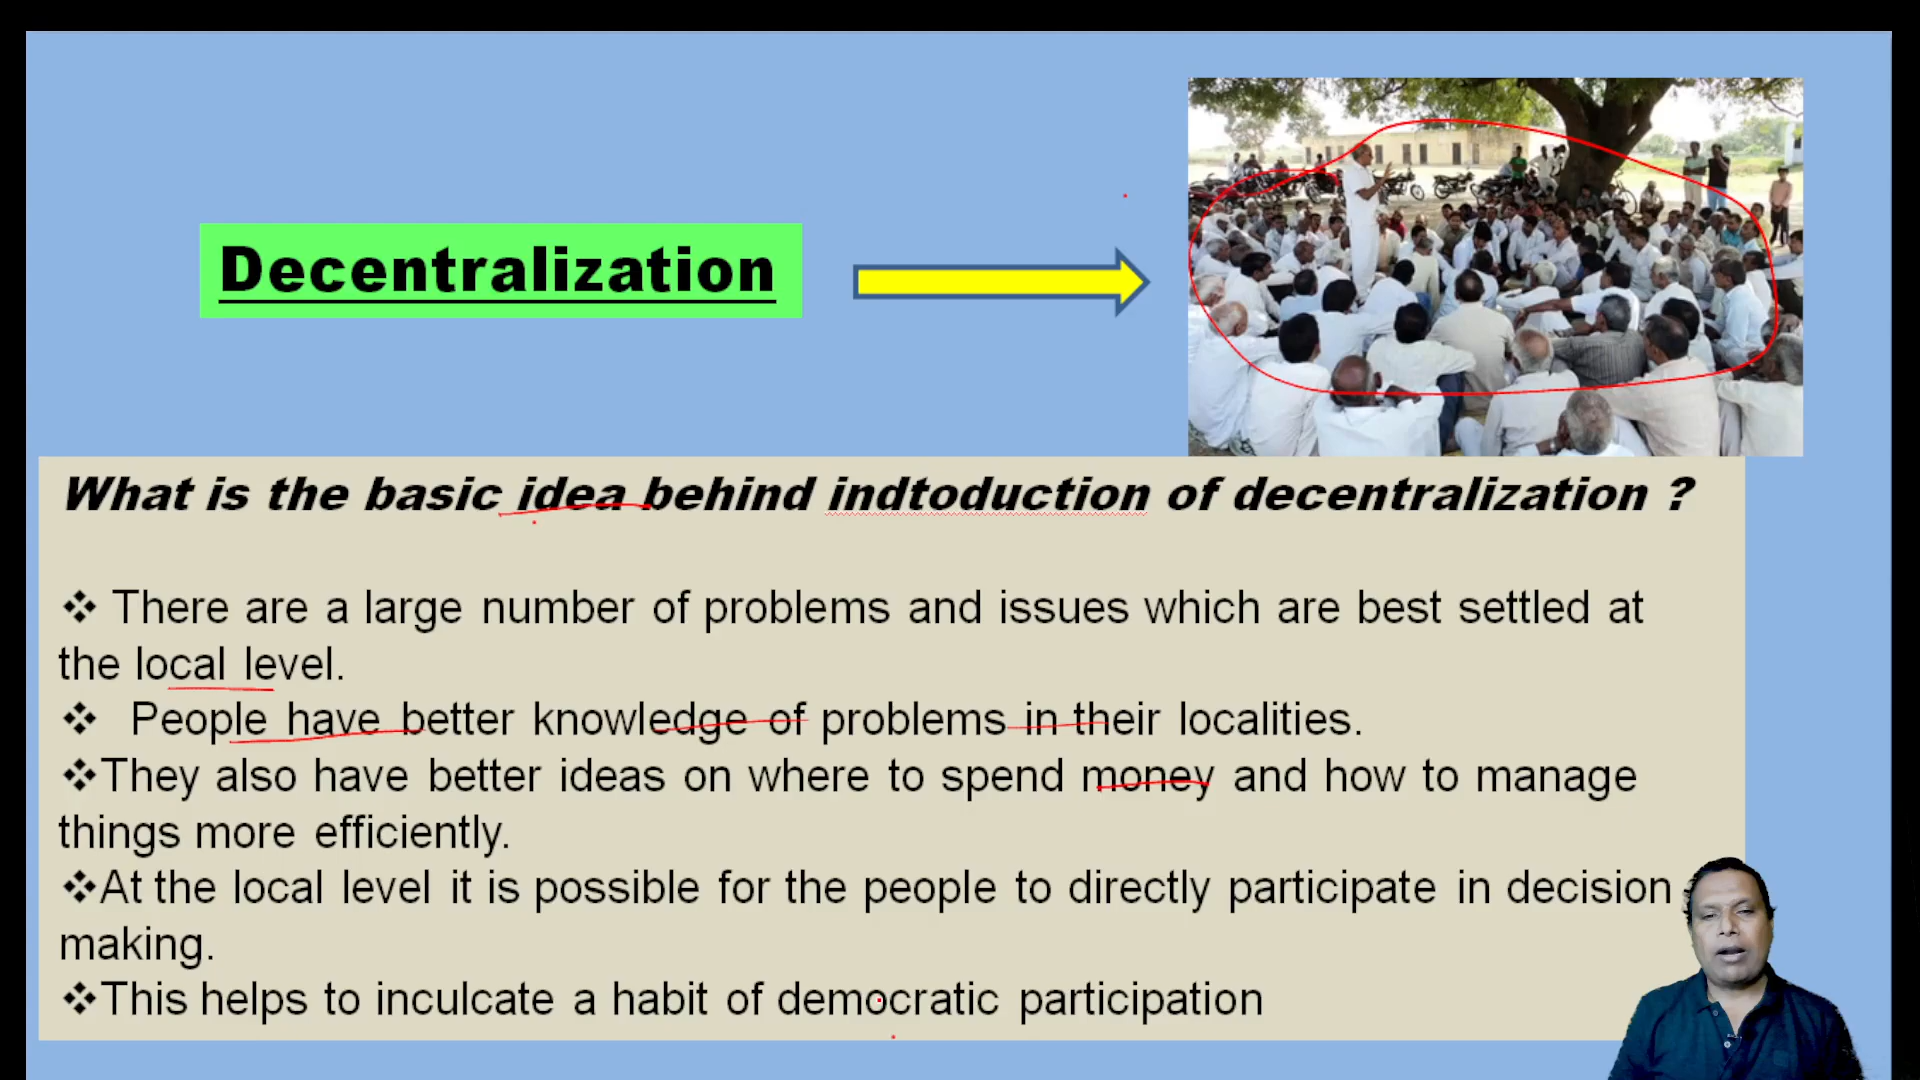 Decentralization
What is the basic idea behind indtoduction of decentralization ?
❖ There are a large number of problems and issues which are best settled at
the local level.
❖ People have better knowledge of problems in their localities.
❖They also have better ideas on where to spend money and how to manage
things more efficiently.
❖At the local level it is possible for the people to directly participate in decision
making.
❖This helps to inculcate a habit of democratic participation